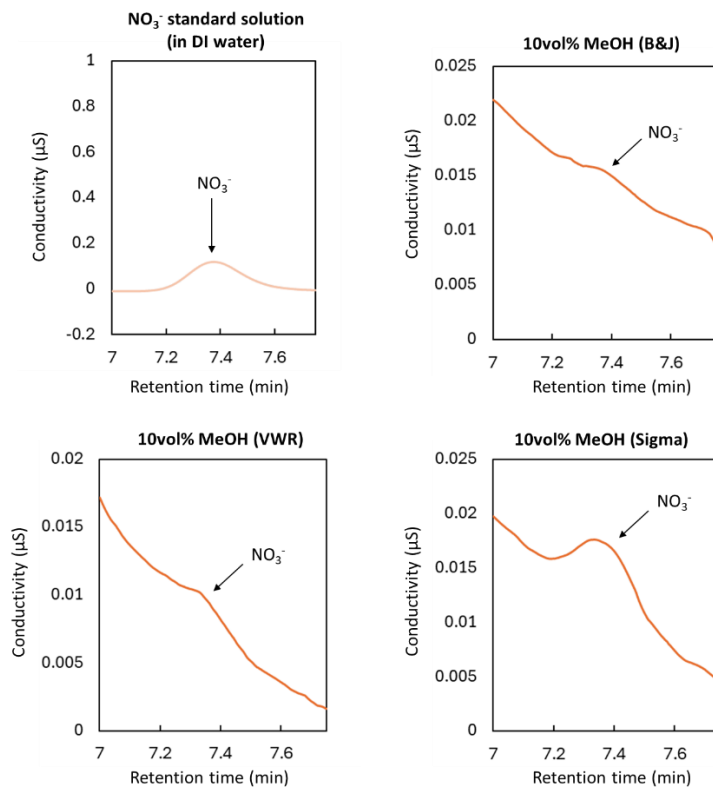 NO₃⁻ standard solution
(in DI water)
1
0.8
0.6
0.4
0.2
0
-0.2
Conductivity (µS)
NO₃⁻
7
7.2
7.4
7.6
Retention time (min)
10vol% MeOH (B&J)
0.025
0.02
0.015
0.01
0.005
0
Conductivity (µS)
NO₃⁻
7
7.2
7.4
7.6
Retention time (min)
10vol% MeOH (VWR)
0.02
0.015
0.01
0.005
0
Conductivity (µS)
NO₃⁻
7
7.2
7.4
7.6
Retention time (min)
10vol% MeOH (Sigma)
0.025
0.02
0.015
0.01
0.005
0
Conductivity (µS)
NO₃⁻
7
7.2
7.4
7.6
Retention time (min)